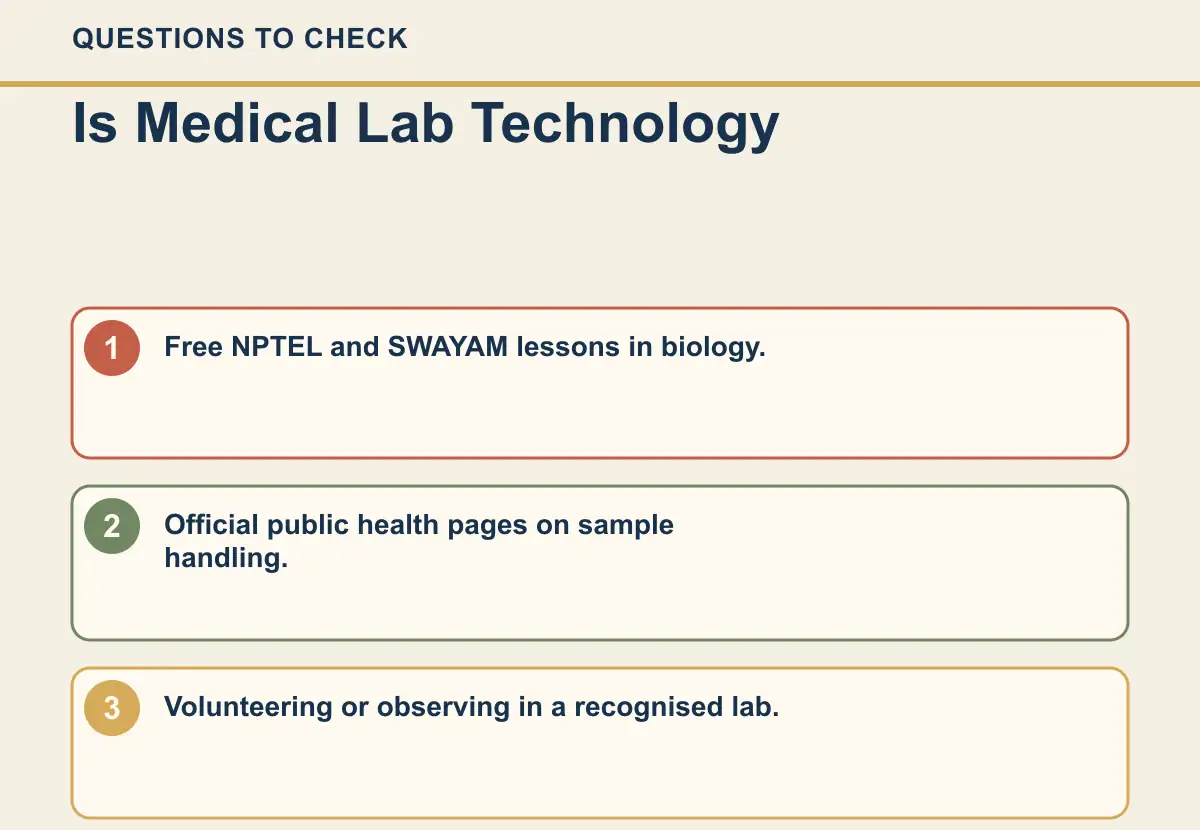 QUESTIONS TO CHECK
Is Medical Lab Technology
1
Free NPTEL and SWAYAM lessons in biology.
2
Official public health pages on sample
handling.
3
Volunteering or observing in a recognised lab.